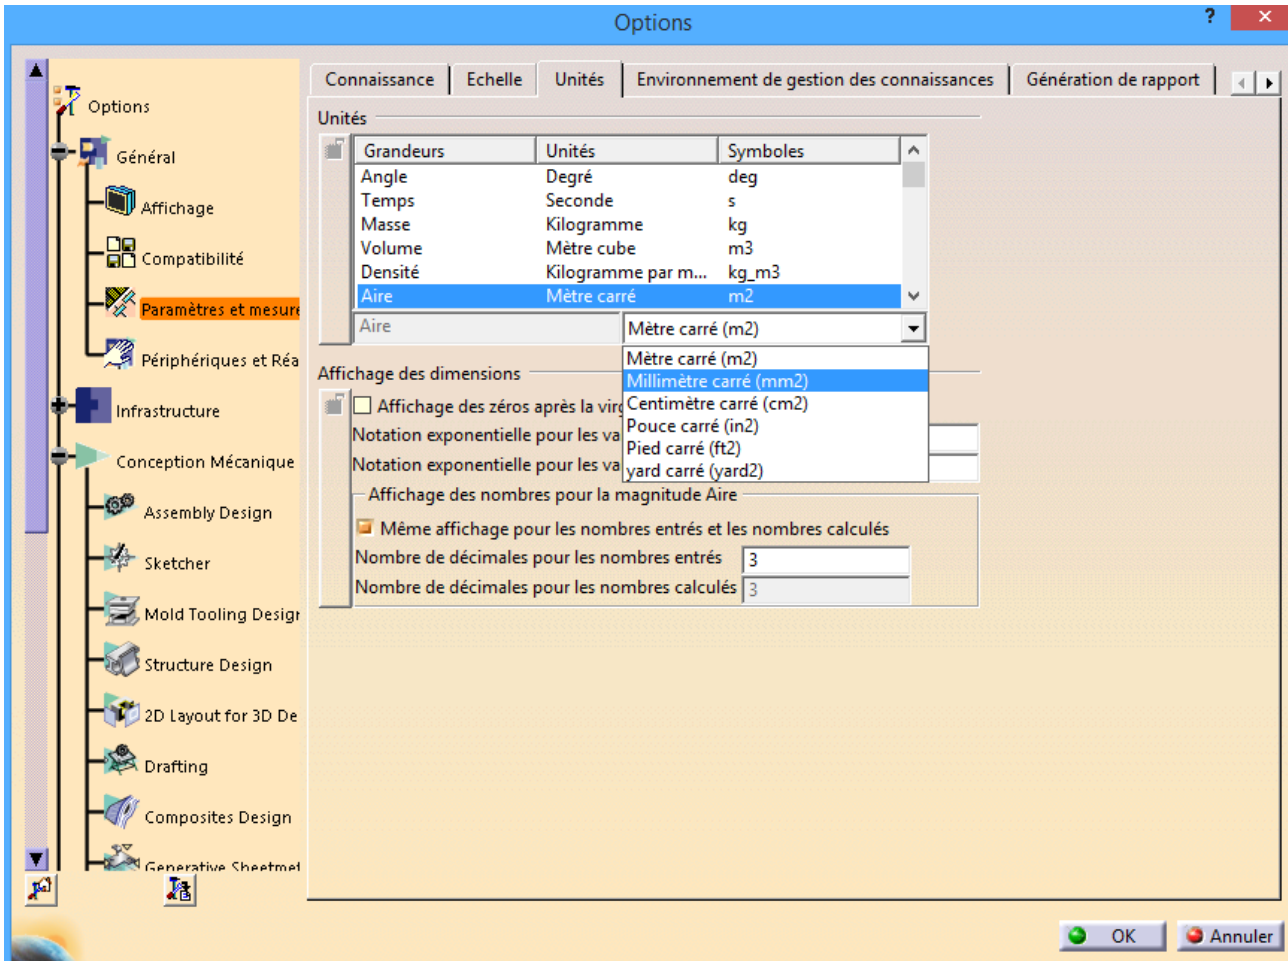 Options
?
Connaissance Echelle Unités Environnement de gestion des connaissances Génération de rapport
Options
Général
Affichage
Compatibilité
Paramètres et mesure
Périphériques et Réa
Infrastructure
Conception Mécanique
Assembly Design
Sketcher
Mold Tooling Design
Structure Design
2D Layout for 3D De
Drafting
Composites Design
Generative Sheetmet
Unités
Grandeurs Unités Symboles
Angle Degré deg
Temps Seconde s
Masse Kilogramme kg
Volume Mètre cube m3
Densité Kilogramme par m... kg_m3
Aire Mètre carré m2
Aire Mètre carré (m2)
Mètre carré (m2)
Millimètre carré (mm2)
Centimètre carré (cm2)
Pouce carré (in2)
Pied carré (ft2)
yard carré (yard2)
Affichage des dimensions
Affichage des zéros après la virg
Notation exponentielle pour les va
Notation exponentielle pour les va
Affichage des nombres pour la magnitude Aire
Même affichage pour les nombres entrés et les nombres calculés
Nombre de décimales pour les nombres entrés 3
Nombre de décimales pour les nombres calculés 3
OK Annuler